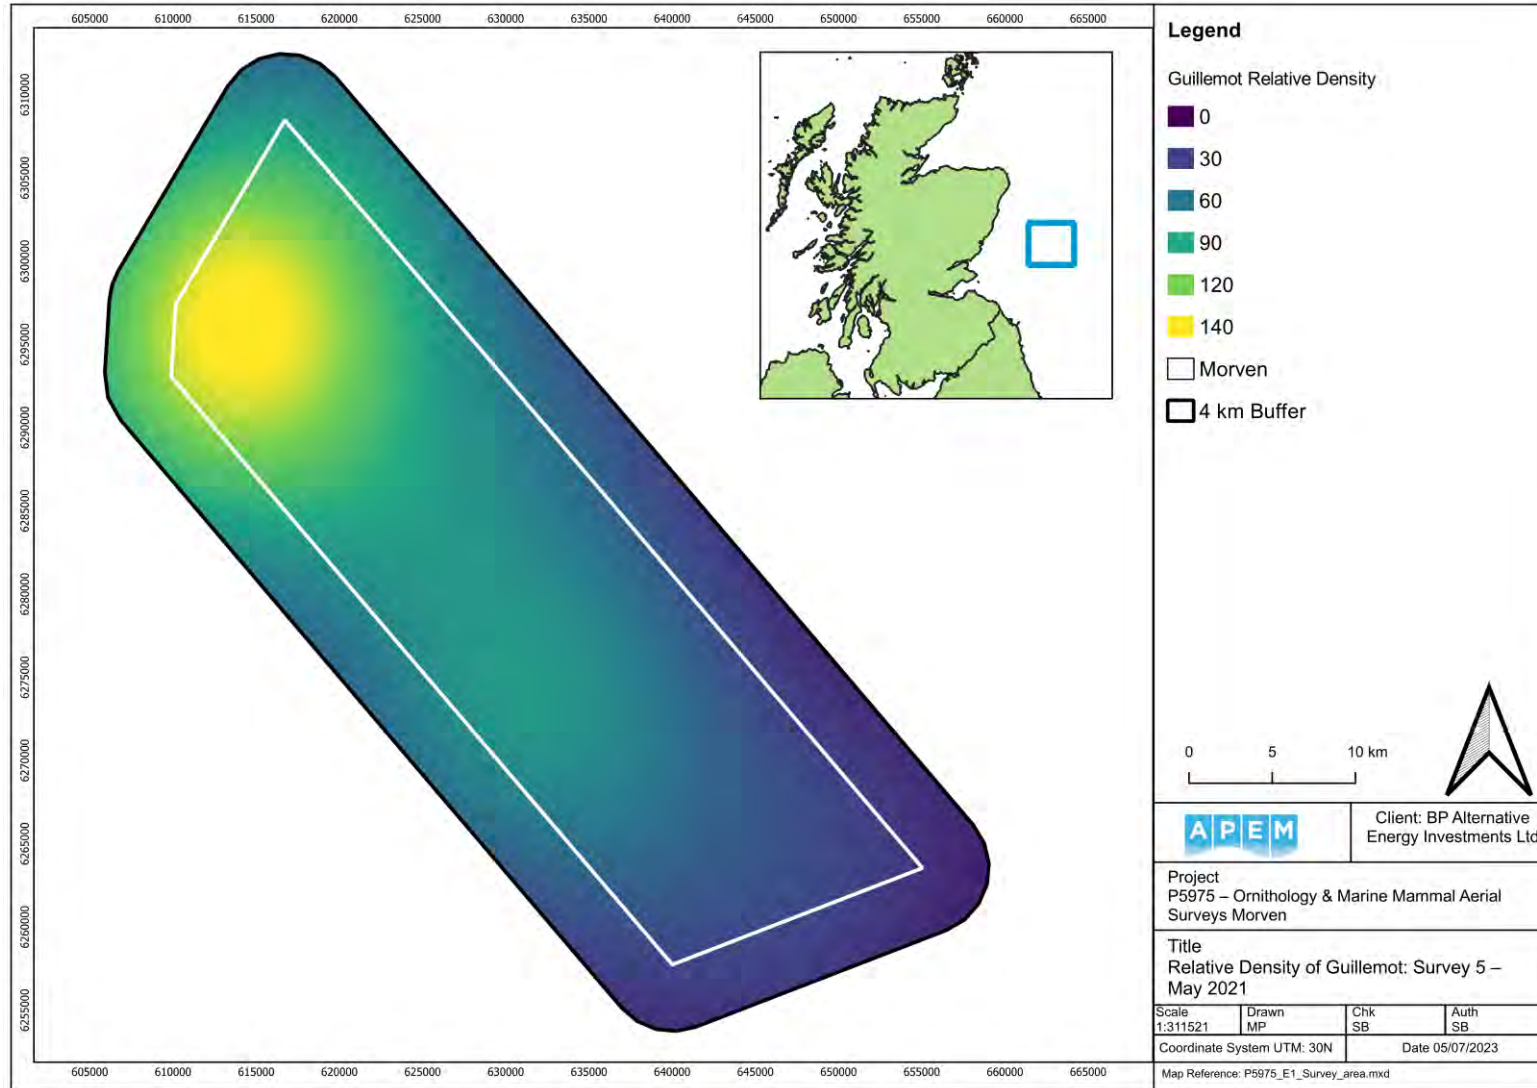 605000 610000 615000 620000 625000 630000 635000 640000 645000 650000 655000 660000 665000
6310000
6305000
6300000
6295000
6290000
6285000
6280000
6275000
6270000
6265000
6260000
6255000
605000 610000 615000 620000 625000 630000 635000 640000 645000 650000 655000 660000 665000
Legend
Guillemot Relative Density
0
30
60
90
120
140
Morven
4 km Buffer
0 5 10 km
APEM
Client: BP Alternative
Energy Investments Ltd
Project
P5975 – Ornithology & Marine Mammal Aerial
Surveys Morven
Title
Relative Density of Guillemot: Survey 5 –
May 2021
Scale Drawn Chk Auth
1:311521 MP SB SB
Coordinate System UTM: 30N Date 05/07/2023
Map Reference: P5975_E1_Survey_area.mxd